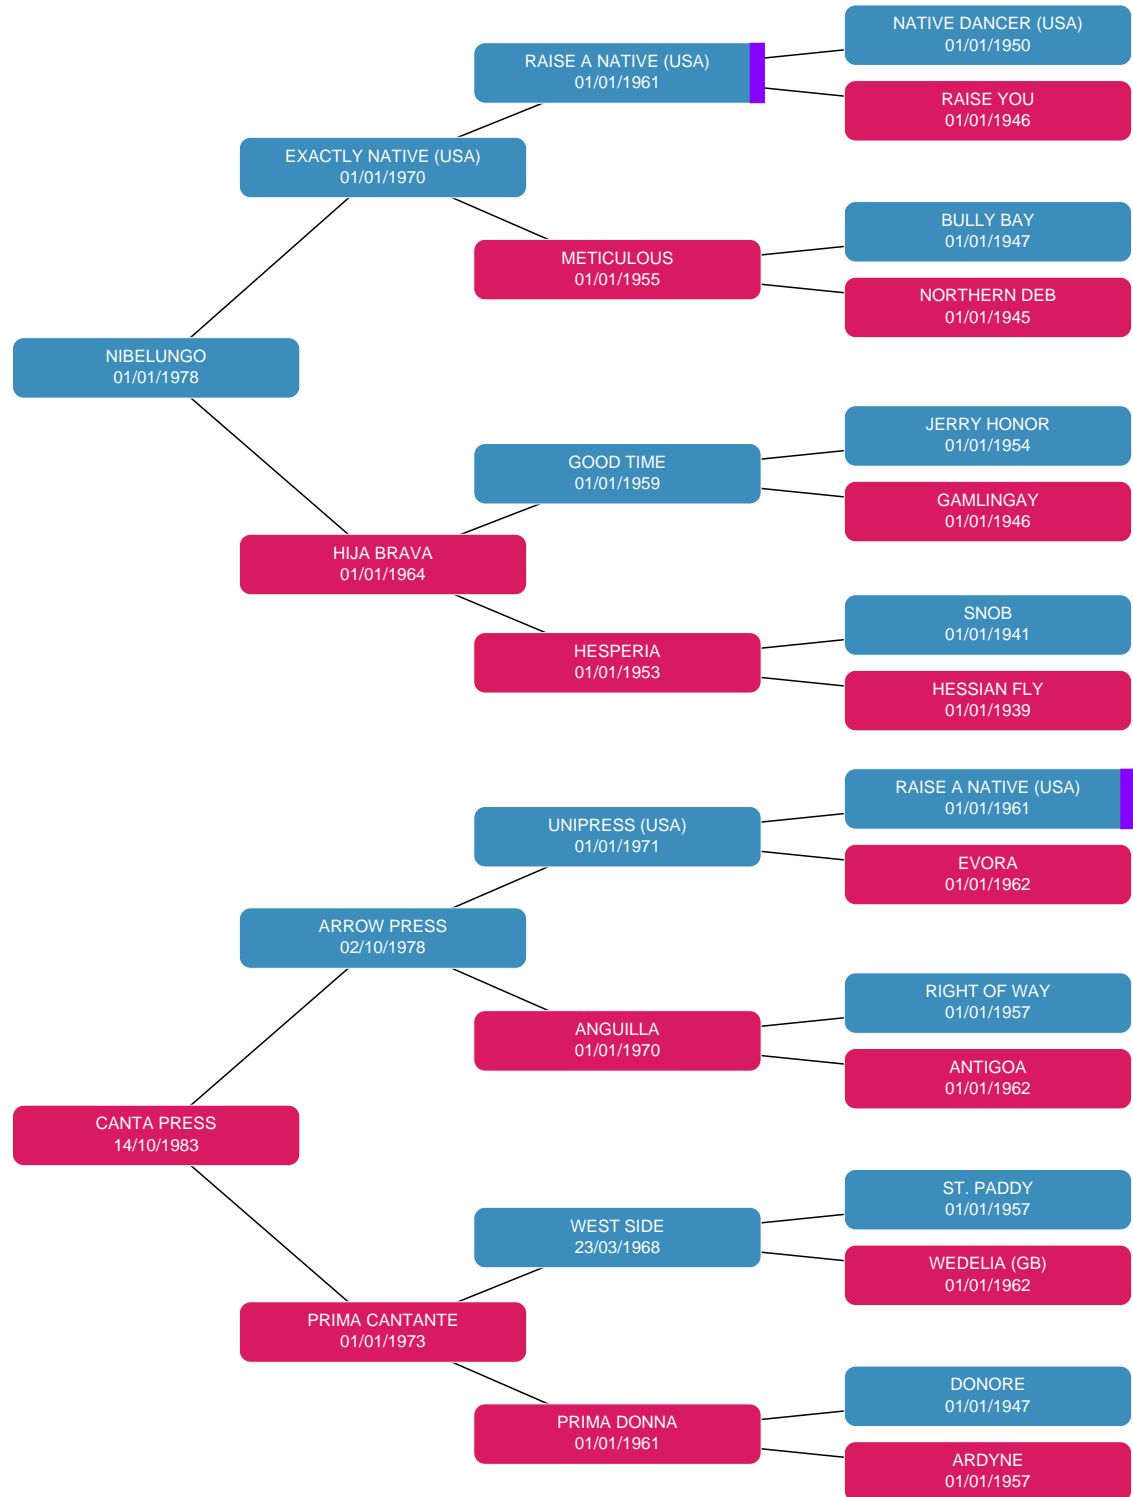 NATIVE DANCER (USA)
01/01/1950
RAISE A NATIVE (USA)
01/01/1961
RAISE YOU
01/01/1946
EXACTLY NATIVE (USA)
01/01/1970
BULLY BAY
01/01/1947
METICULOUS
01/01/1955
NORTHERN DEB
01/01/1945
NIBELUNGO
01/01/1978
JERRY HONOR
01/01/1954
GOOD TIME
01/01/1959
GAMLINGAY
01/01/1946
HIJA BRAVA
01/01/1964
SNOB
01/01/1941
HESPERIA
01/01/1953
HESSIAN FLY
01/01/1939
RAISE A NATIVE (USA)
01/01/1961
UNIPRESS (USA)
01/01/1971
EVORA
01/01/1962
ARROW PRESS
02/10/1978
RIGHT OF WAY
01/01/1957
ANGUILLA
01/01/1970
ANTIGOA
01/01/1962
CANTA PRESS
14/10/1983
ST. PADDY
01/01/1957
WEST SIDE
23/03/1968
WEDELIA (GB)
01/01/1962
PRIMA CANTANTE
01/01/1973
DONORE
01/01/1947
PRIMA DONNA
01/01/1961
ARDYNE
01/01/1957